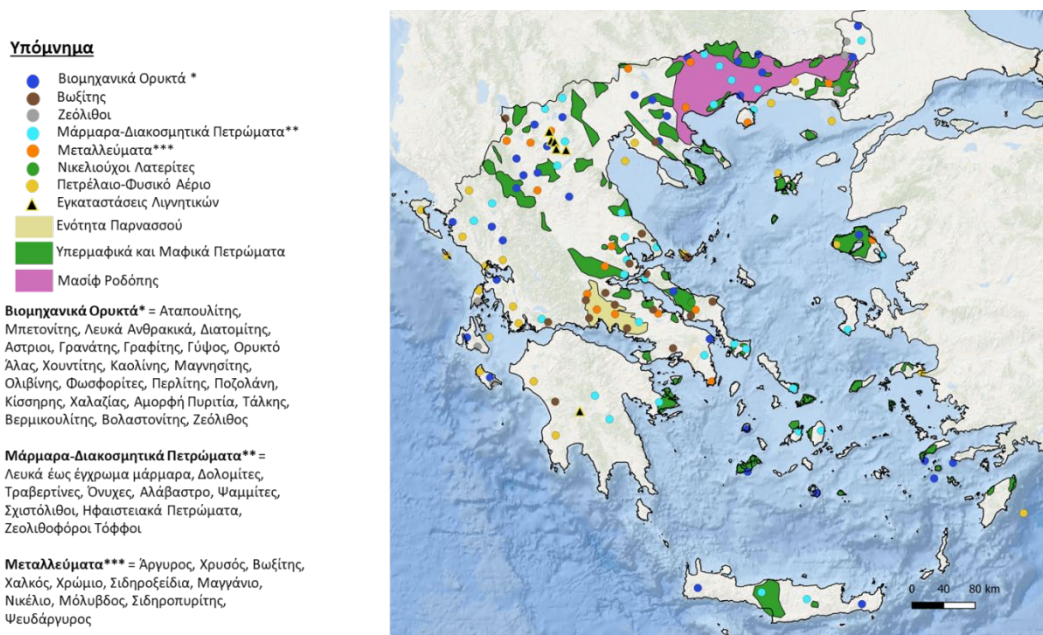 Υπόμνημα
Βιομηχανικά Ορυκτά *
Βωξίτης
Ζεόλιθοι
Μάρμαρα-Διακοσμητικά Πετρώματα**
Μεταλλεύματα***
Νικελιούχοι Λατερίτες
Πετρέλαιο-Φυσικό Αέριο
Εγκαταστάσεις Λιγνητικών
Ενότητα Παρνασσού
Υπερμαφικά και Μαφικά Πετρώματα
Μασίφ Ροδόπης
Βιομηχανικά Ορυκτά* = Αταπουλίτης,
Μπετονίτης, Λευκά Ανθρακικά, Διατομίτης,
Αστριοι, Γρανάτης, Γραφίτης, Γύψος, Ορυκτό
Άλας, Χουντίτης, Καολίνης, Μαγνησίτης,
Ολιβίνης, Φωσφορίτες, Περλίτης, Ποζολάνη,
Κίσσηρης, Χαλαζίας, Αμορφή Πυριτία, Τάλκης,
Βερμικουλίτης, Βολαστονίτης, Ζεόλιθος
Μάρμαρα-Διακοσμητικά Πετρώματα** =
Λευκά έως έγχρωμα μάρμαρα, Δολομίτες,
Τραβερτίνες, Όνυχες, Αλάβαστρο, Ψαμμίτες,
Σχιστόλιθοι, Ηφαιστειακά Πετρώματα,
Ζεολιθοφόροι Τόφφοι
Μεταλλεύματα*** = Άργυρος, Χρυσός, Βωξίτης,
Χαλκός, Χρώμιο, Σιδηροξείδια, Μαγγάνιο,
Νικέλιο, Μόλυβδος, Σιδηροπυρίτης,
Ψευδάργυρος
0 40 80 km